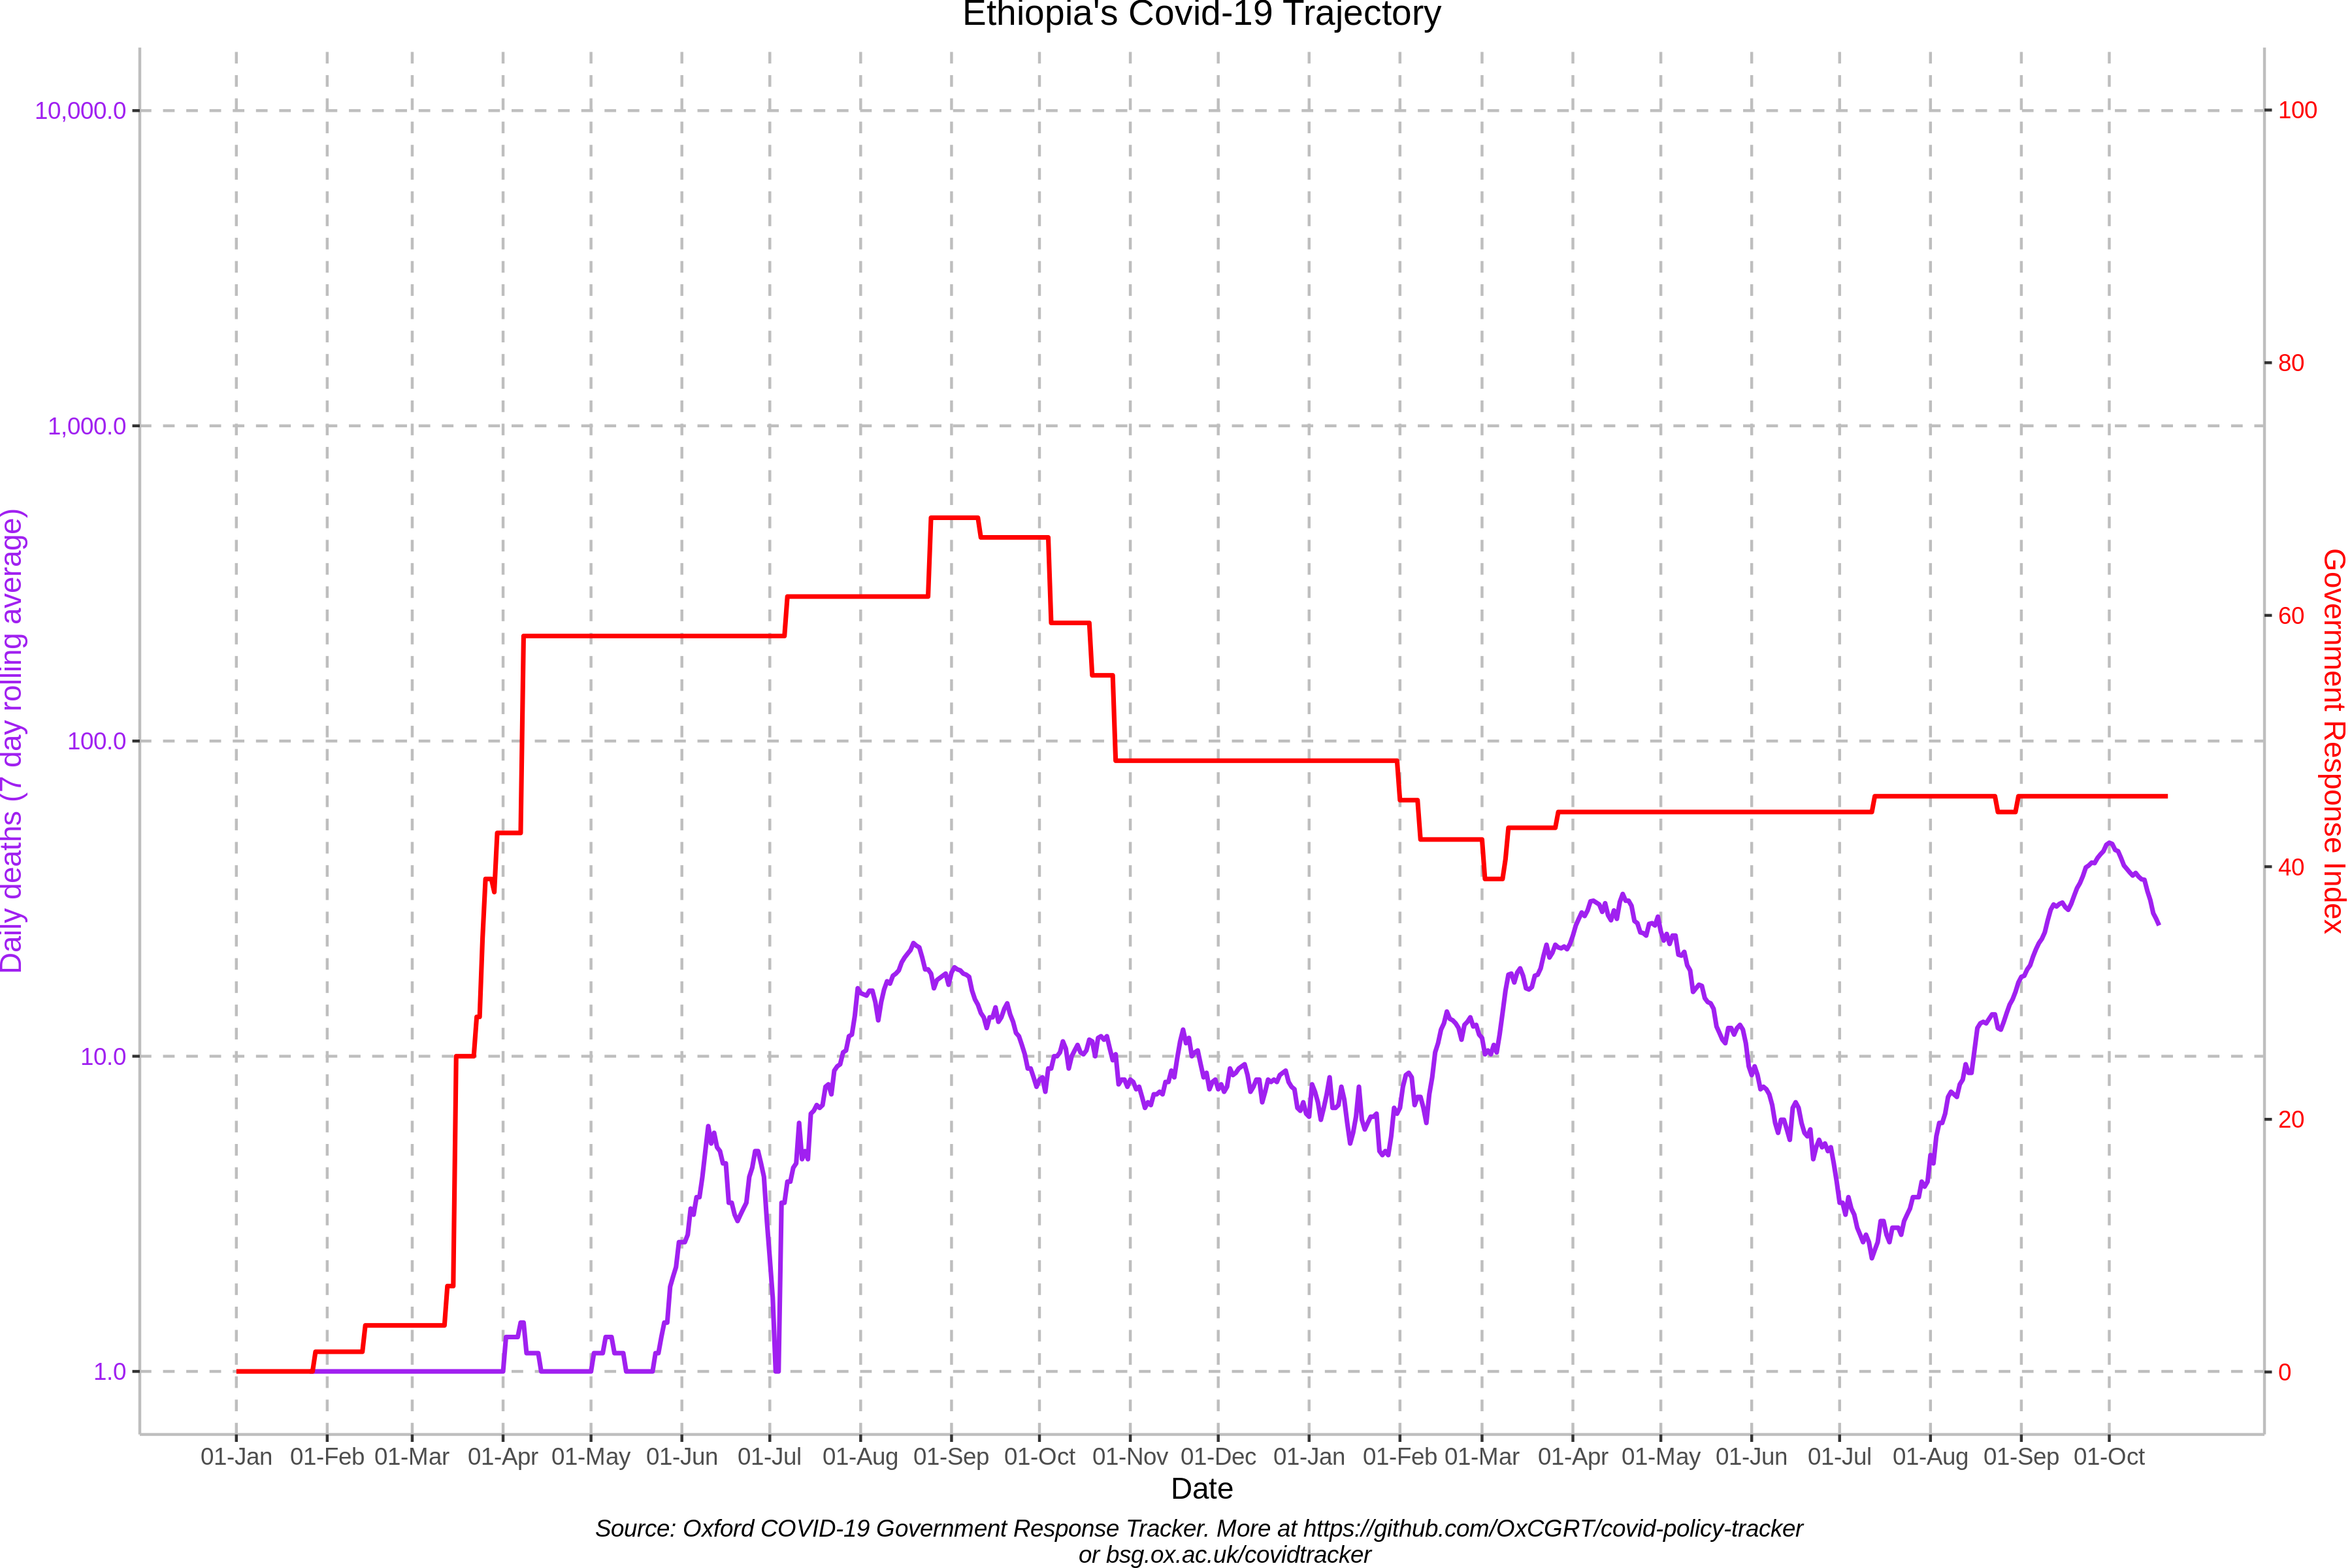 Ethiopia's Covid-19 Trajectory
10,000.0
1,000.0
100.0
10.0
1.0
Daily deaths (7 day rolling average)
100
80
60
40
20
0
Government Response Index
01-Jan 01-Feb 01-Mar 01-Apr 01-May 01-Jun 01-Jul 01-Aug 01-Sep 01-Oct 01-Nov 01-Dec 01-Jan 01-Feb 01-Mar 01-Apr 01-May 01-Jun 01-Jul 01-Aug 01-Sep 01-Oct
Date
Source: Oxford COVID-19 Government Response Tracker. More at https://github.com/OxCGRT/covid-policy-tracker
or bsg.ox.ac.uk/covidtracker